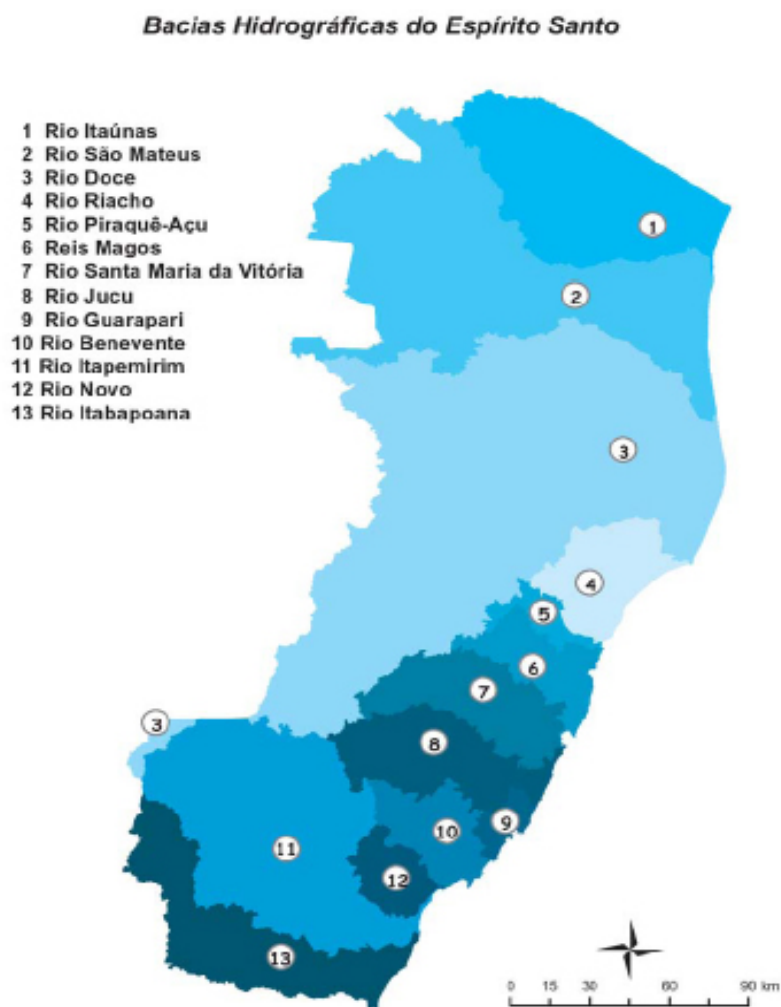 Bacias Hidrográficas do Espírito Santo
1 Rio Itaúnas
2 Rio São Mateus
3 Rio Doce
4 Rio Riacho
5 Rio Piraquê-Açu
6 Reis Magos
7 Rio Santa Maria da Vitória
8 Rio Jucu
9 Rio Guarapari
10 Rio Benevente
11 Rio Itapemirim
12 Rio Novo
13 Rio Itabapoana
1
2
3
4
5
6
7
3
8
9
10
11
12
13
0 15 30 60 90 km